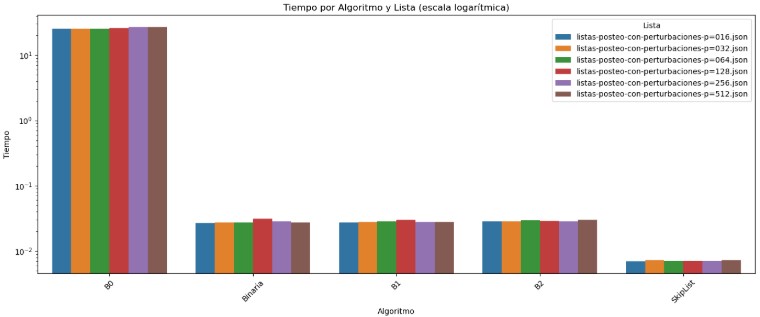 Tiempo por Algoritmo y Lista (escala logarítmica)
Lista
listas-posteo-con-perturbaciones-p=016.json
listas-posteo-con-perturbaciones-p=032.json
listas-posteo-con-perturbaciones-p=064.json
listas-posteo-con-perturbaciones-p=128.json
listas-posteo-con-perturbaciones-p=256.json
listas-posteo-con-perturbaciones-p=512.json
Tiempo
10¹
10⁰
10⁻¹
10⁻²
B0
Binaria
B1
B2
SkipList
Algoritmo